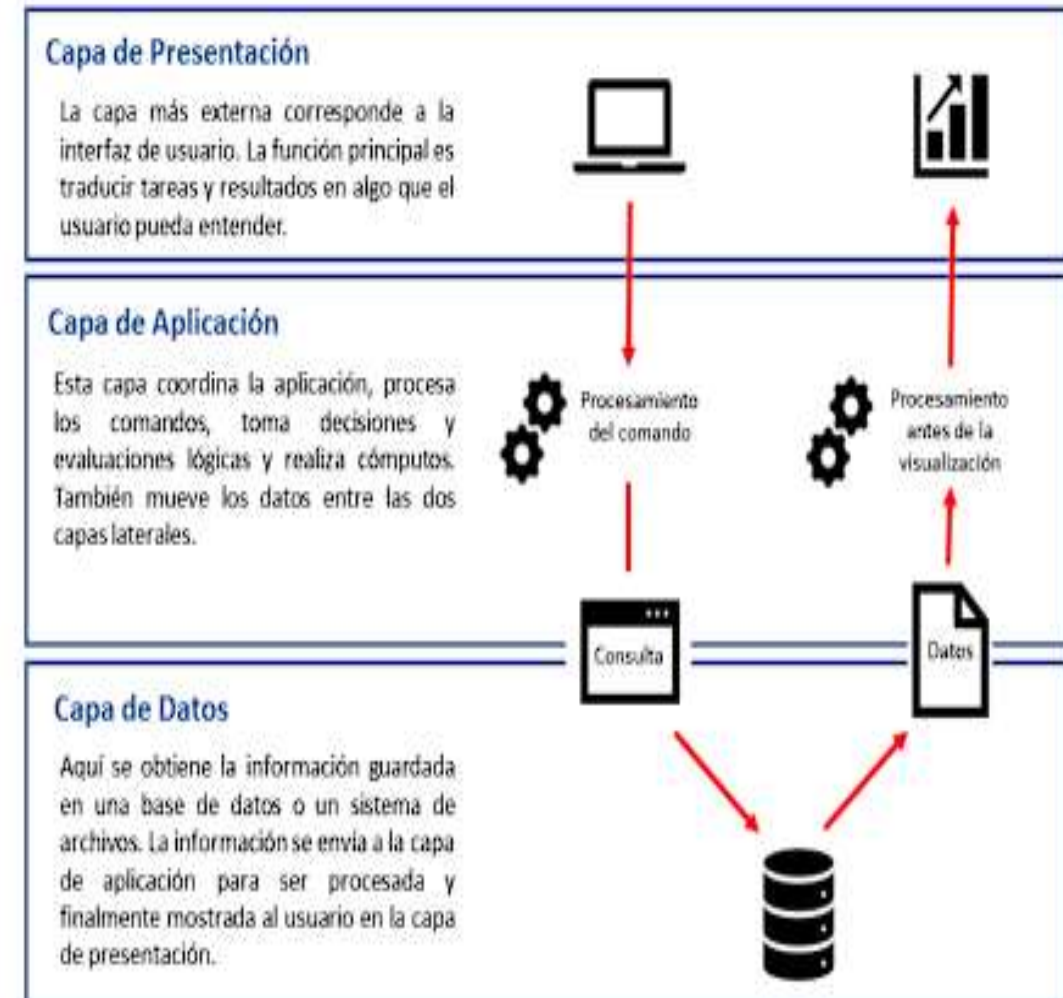 Capa de Presentación
La capa más externa corresponde a la
interfaz de usuario. La función principal es
traducir tareas y resultados en algo que el
usuario pueda entender.
Capa de Aplicación
Esta capa coordina la aplicación, procesa
los comandos, toma decisiones y
evaluaciones lógicas y realiza cómputos.
También mueve los datos entre las dos
capas laterales.
Procesamiento
del comando
Procesamiento
antes de la
visualización
Consulta
Datos
Capa de Datos
Aquí se obtiene la información guardada
en una base de datos o un sistema de
archivos. La información se envía a la capa
de aplicación para ser procesada y
finalmente mostrada al usuario en la capa
de presentación.